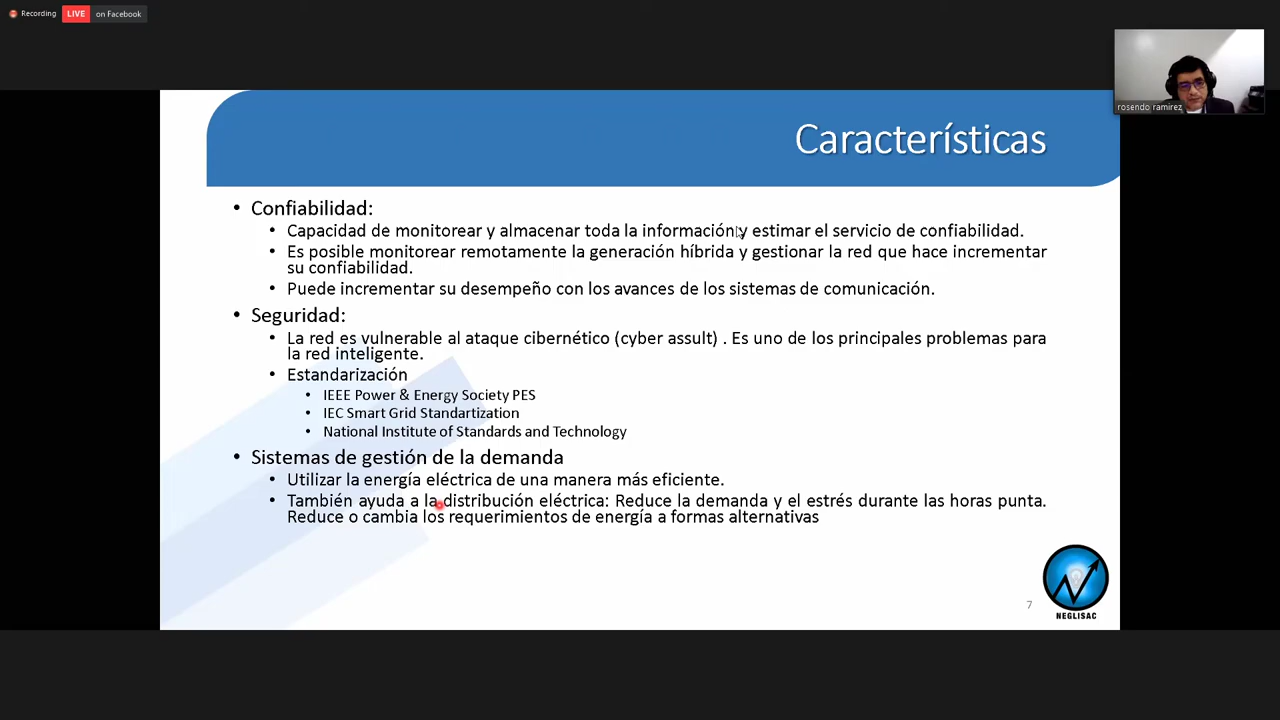 Recording LIVE on Facebook
rosendo ramirez
Características
• Confiabilidad:
• Capacidad de monitorear y almacenar toda la información y estimar el servicio de confiabilidad.
• Es posible monitorear remotamente la generación híbrida y gestionar la red que hace incrementar
su confiabilidad.
• Puede incrementar su desempeño con los avances de los sistemas de comunicación.
• Seguridad:
• La red es vulnerable al ataque cibernético (cyber assult) . Es uno de los principales problemas para
la red inteligente.
• Estandarización
• IEEE Power & Energy Society PES
• IEC Smart Grid Standartization
• National Institute of Standards and Technology
• Sistemas de gestión de la demanda
• Utilizar la energía eléctrica de una manera más eficiente.
• También ayuda a la distribución eléctrica: Reduce la demanda y el estrés durante las horas punta.
Reduce o cambia los requerimientos de energía a formas alternativas
7
NEGLISAC